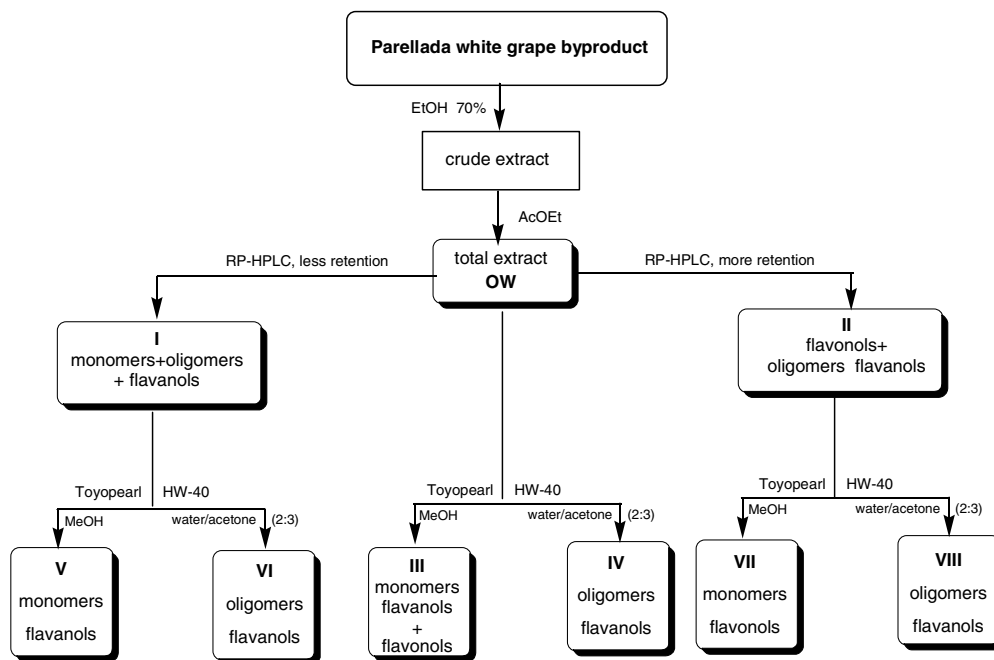 Parellada white grape byproduct
EtOH 70%
crude extract
AcOEt
total extract
OW
RP-HPLC, less retention
RP-HPLC, more retention
I
monomers+oligomers
+ flavanols
II
flavonols+
oligomers flavanols
Toyopearl HW-40
MeOH water/acetone (2:3)
Toyopearl HW-40
MeOH water/acetone (2:3)
Toyopearl HW-40
MeOH water/acetone (2:3)
V
monomers
flavanols
VI
oligomers
flavanols
III
monomers
flavanols
+
flavonols
IV
oligomers
flavanols
VII
monomers
flavonols
VIII
oligomers
flavanols